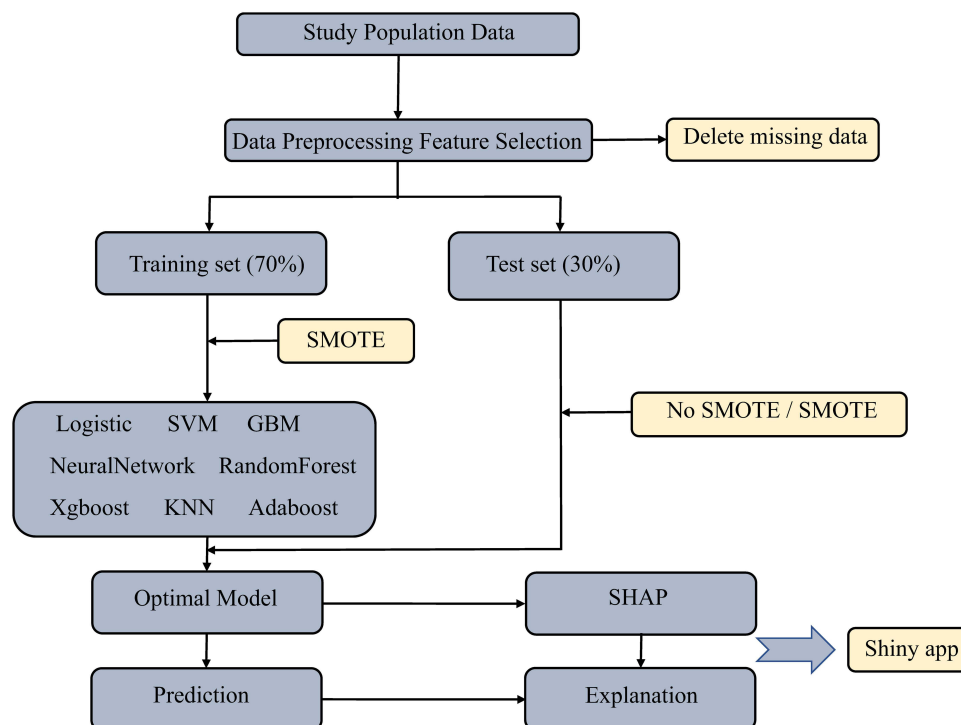 Study Population Data
Data Preprocessing Feature Selection
Delete missing data
Training set (70%)
Test set (30%)
SMOTE
No SMOTE / SMOTE
Logistic SVM GBM
NeuralNetwork RandomForest
Xgboost KNN Adaboost
Optimal Model
SHAP
Shiny app
Prediction
Explanation